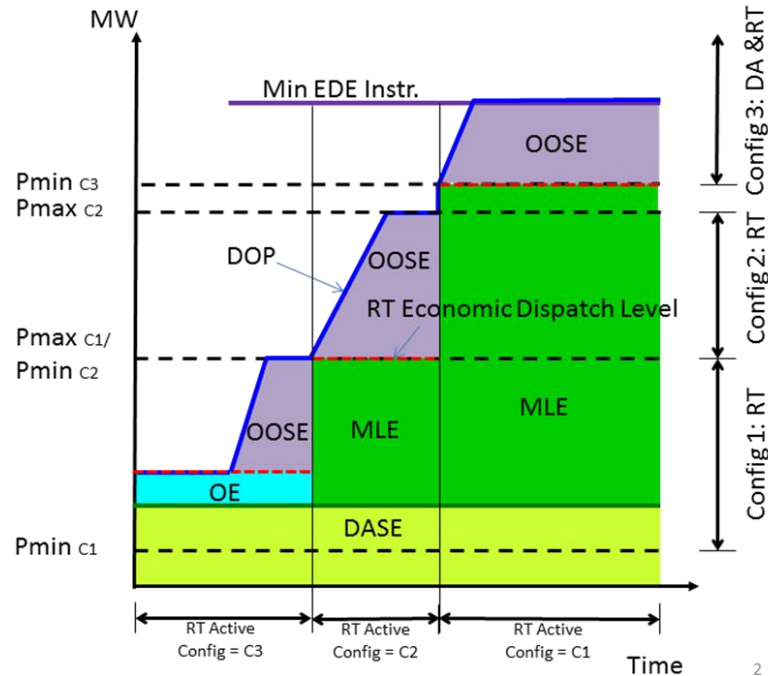 MW
Min EDE Instr.
OOSE
Config 3: DA &RT
Pmin C3
Pmax C2
DOP
OOSE
Config 2: RT
RT Economic Dispatch Level
Pmax C1/
Pmin C2
OOSE
MLE
MLE
Config 1: RT
OE
DASE
Pmin C1
RT Active
Config = C3
RT Active
Config = C2
RT Active
Config = C1
Time
2